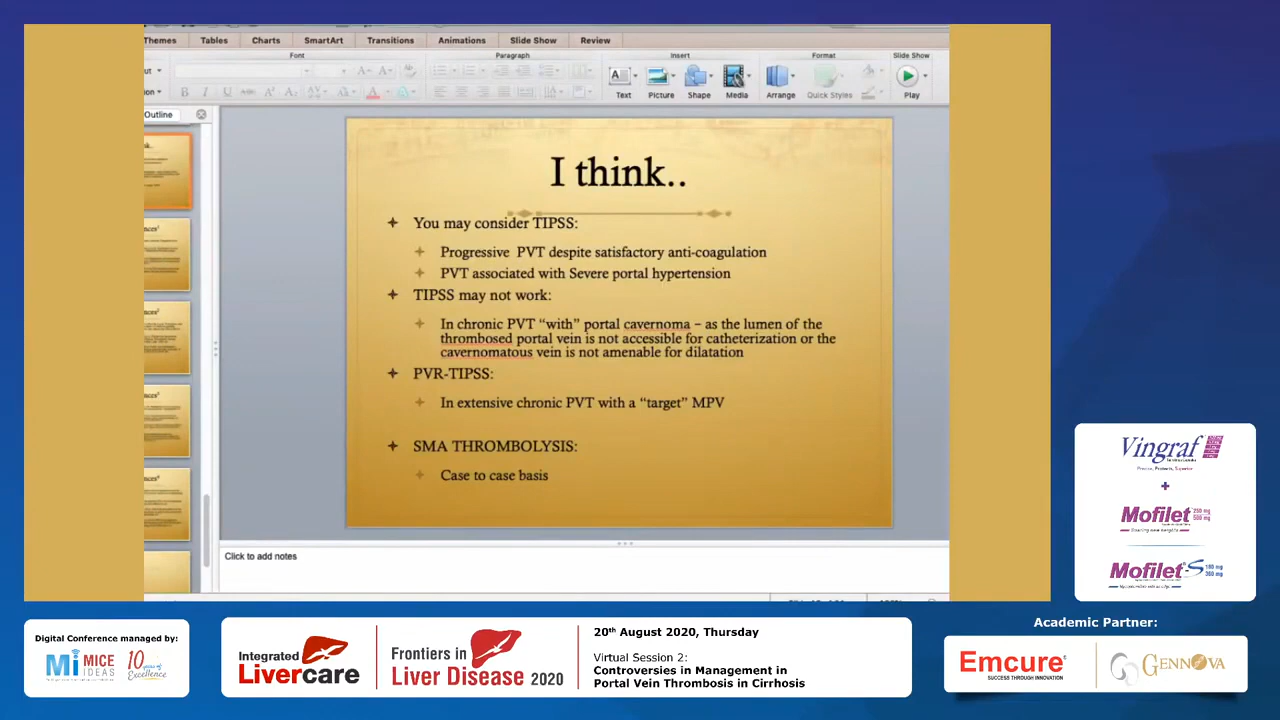 Themes Tables Charts SmartArt Transitions Animations Slide Show Review
Font Paragraph Insert Format Slide Show
Text Picture Shape Media Arrange Quick Styles Play
Outline
I think..
You may consider TIPSS:
Progressive PVT despite satisfactory anti-coagulation
PVT associated with Severe portal hypertension
TIPSS may not work:
In chronic PVT “with” portal cavernoma – as the lumen of the
thrombosed portal vein is not accessible for catheterization or the
cavernomatous vein is not amenable for dilatation
PVR-TIPSS:
In extensive chronic PVT with a “target” MPV
SMA THROMBOLYSIS:
Case to case basis
Click to add notes
Vingraf
+
Mofilet 250 mg
500 mg
Mofilet-S 180 mg
360 mg
Digital Conference managed by:
Mi MICE IDEAS
10 years of Excellence
Integrated
Livercare
Frontiers in
Liver Disease 2020
20th August 2020, Thursday
Virtual Session 2:
Controversies in Management in
Portal Vein Thrombosis in Cirrhosis
Academic Partner:
Emcure®
SUCCESS THROUGH INNOVATION
GENNOVA